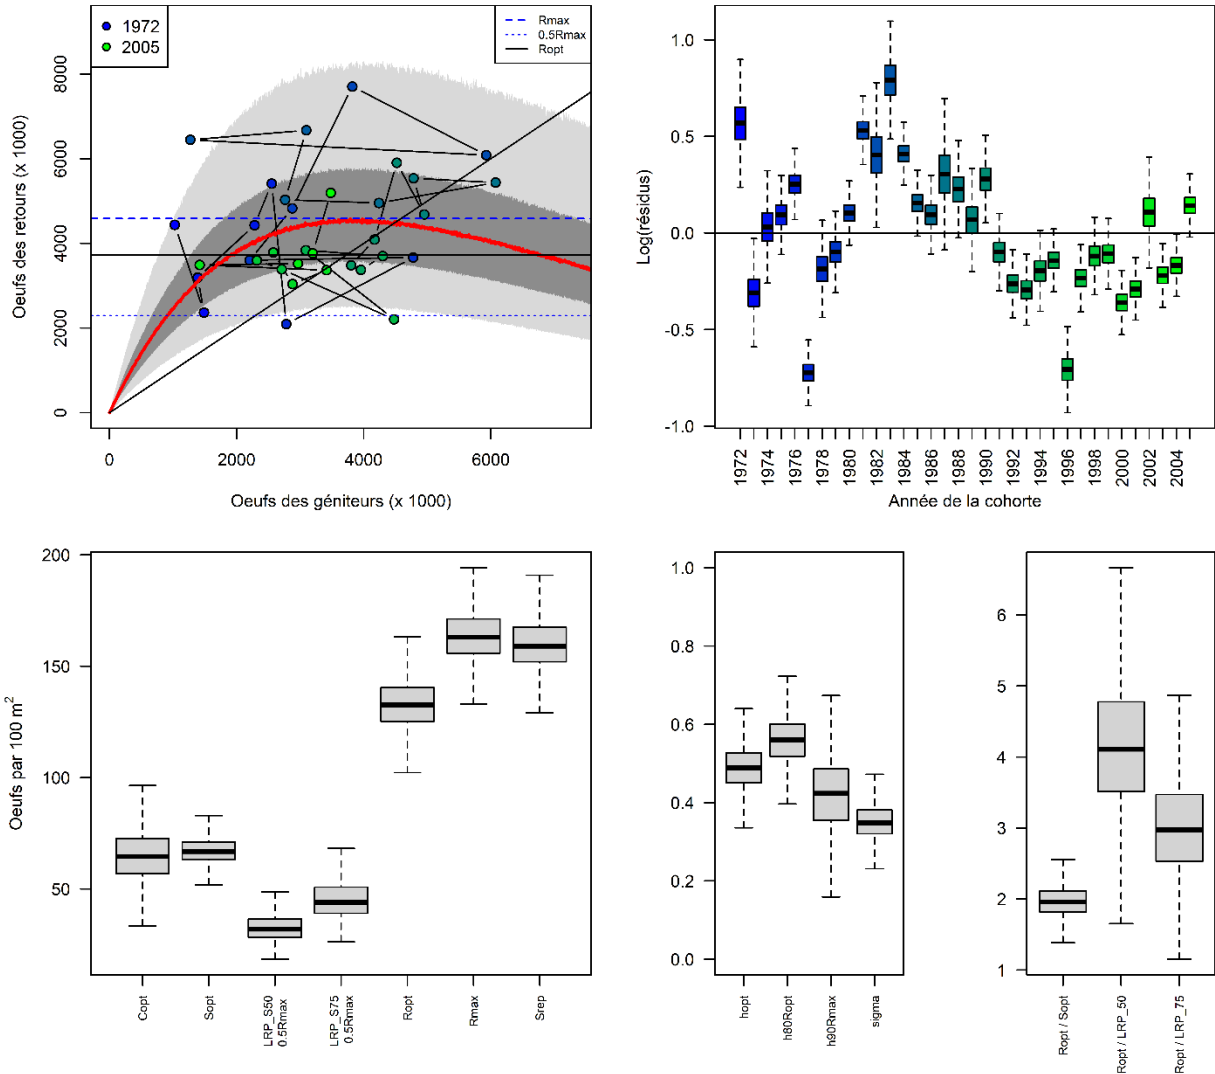 1972
2005
Rmax
0.5Rmax
Ropt
Oeufs des retours (x 1000)
8000
6000
4000
2000
0
0 2000 4000 6000
Oeufs des géniteurs (x 1000)
Log(résidus)
1.0
0.5
0.0
-0.5
-1.0
1972 1974 1976 1978 1980 1982 1984 1986 1988 1990 1992 1994 1996 1998 2000 2002 2004
Année de la cohorte
Oeufs par 100 m²
200
150
100
50
Copt
Sopt
LRP_S50
0.5Rmax
LRP_S75
0.5Rmax
Ropt
Rmax
Srep
1.0
0.8
0.6
0.4
0.2
0.0
hopt
h80Ropt
h90Rmax
sigma
6
5
4
3
2
1
Ropt / Sopt
Ropt / LRP_50
Ropt / LRP_75